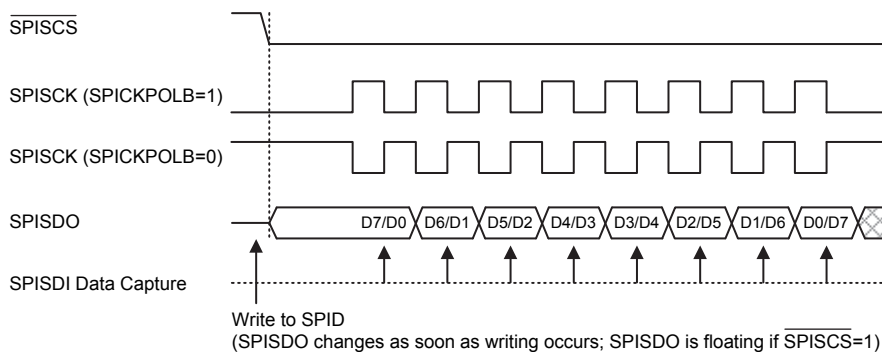 SPISCS
SPISCK (SPICKPOLB=1)
SPISCK (SPICKPOLB=0)
SPISDO D7/D0 D6/D1 D5/D2 D4/D3 D3/D4 D2/D5 D1/D6 D0/D7
SPISDI Data Capture
Write to SPID
(SPISDO changes as soon as writing occurs; SPISDO is floating if SPISCS=1)